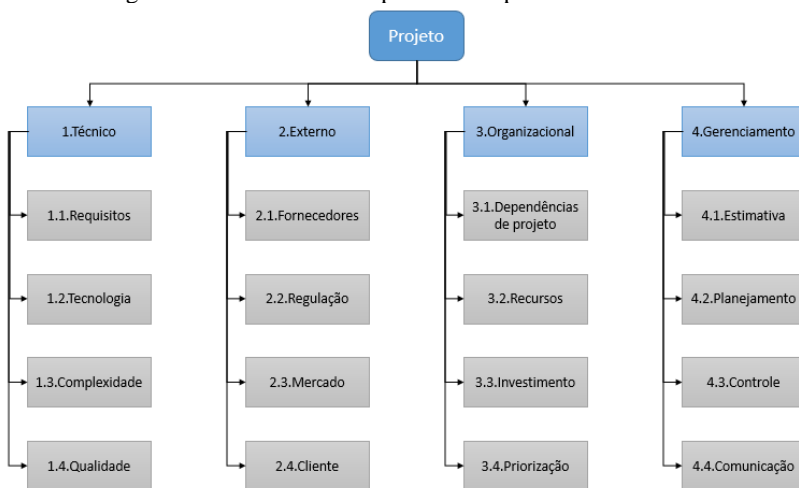 Projeto
1.Técnico
2.Externo
3.Organizacional
4.Gerenciamento
1.1.Requisitos
2.1.Fornecedores
3.1.Dependências
de projeto
4.1.Estimativa
1.2.Tecnologia
2.2.Regulação
3.2.Recursos
4.2.Planejamento
1.3.Complexidade
2.3.Mercado
3.3.Investimento
4.3.Controle
1.4.Qualidade
2.4.Cliente
3.4.Priorização
4.4.Comunicação